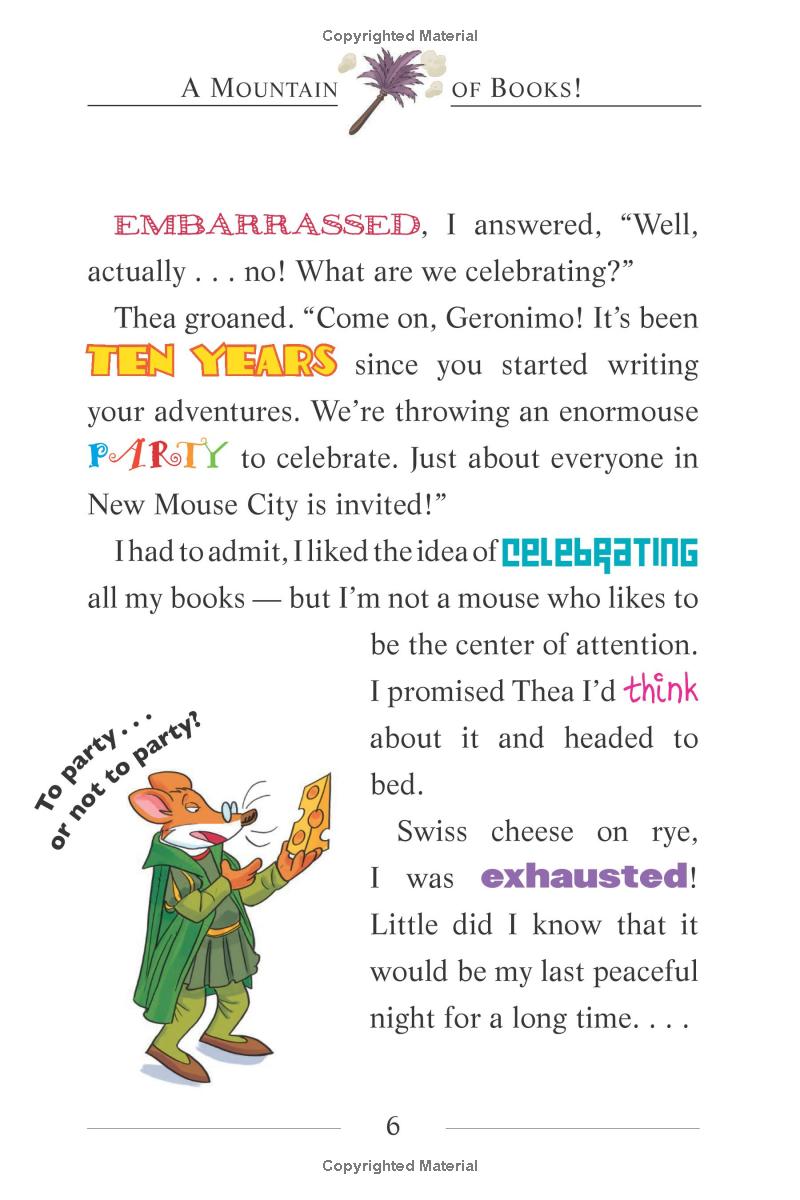 Copyrighted Material
A Mountain of Books!
EMBARRASSED, I answered, “Well,
actually . . . no! What are we celebrating?”
Thea groaned. “Come on, Geronimo! It’s been
TEN YEARS since you started writing
your adventures. We’re throwing an enormouse
PARTY to celebrate. Just about everyone in
New Mouse City is invited!”
I had to admit, I liked the idea of CELEBRATING
all my books — but I’m not a mouse who likes to
be the center of attention.
I promised Thea I’d think
about it and headed to
bed.
Swiss cheese on rye,
I was exhausted!
Little did I know that it
would be my last peaceful
night for a long time. . . .
To party . . .
or not to party?
6
Copyrighted Material